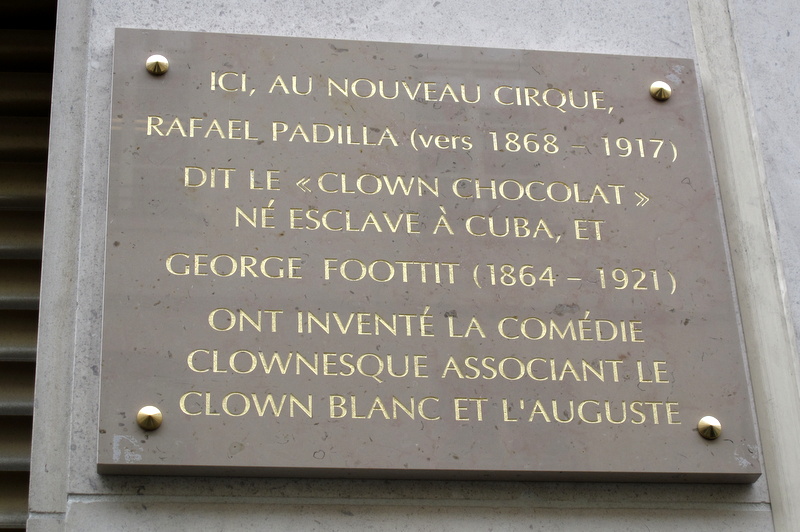 ICI, AU NOUVEAU CIRQUE,
RAFAEL PADILLA (vers 1868 – 1917)
DIT LE « CLOWN CHOCOLAT »
NÉ ESCLAVE À CUBA, ET
GEORGE FOOTTIT (1864 – 1921)
ONT INVENTÉ LA COMÉDIE
CLOWNESQUE ASSOCIANT LE
CLOWN BLANC ET L'AUGUSTE